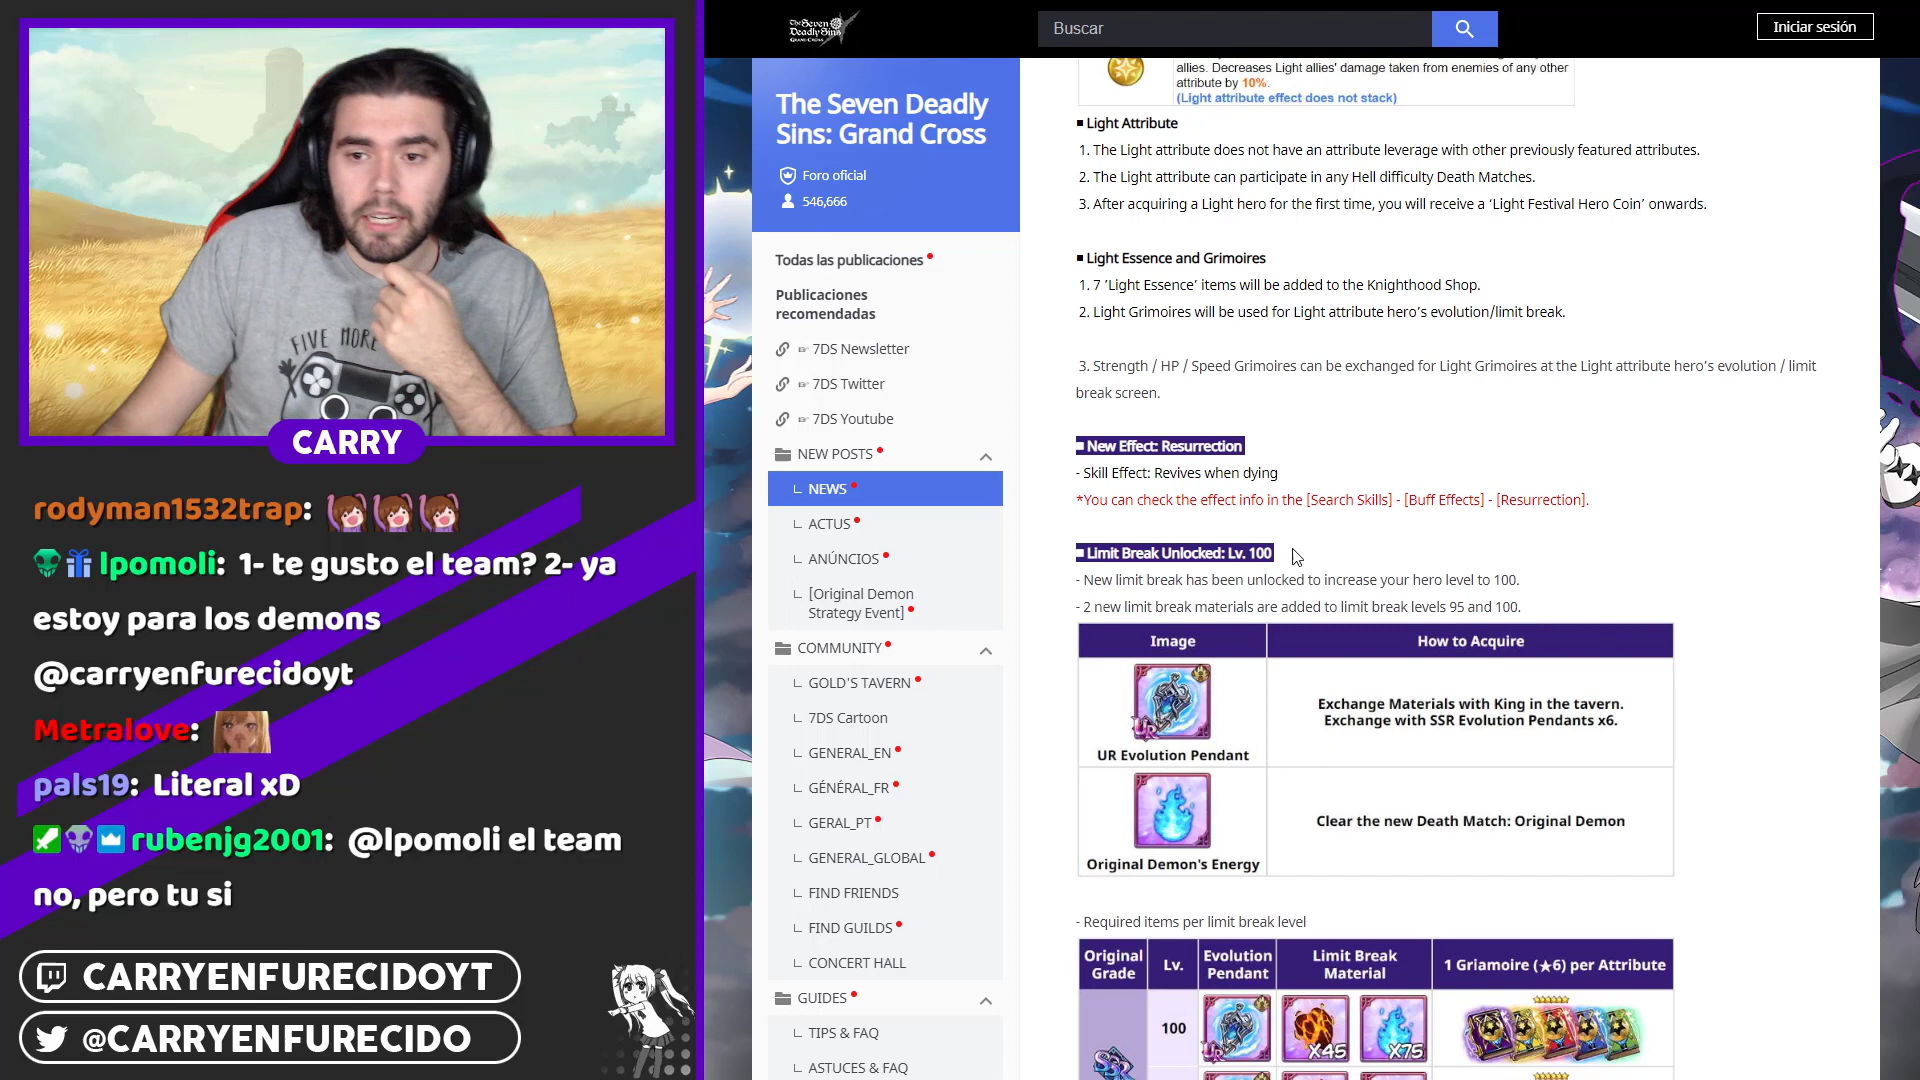 FIVE MORE
CARRY
rodyman1532trap:
lpomoli: 1- te gusto el team? 2- ya
estoy para los demons
@carryenfurecidoyt
Metralove:
pals19: Literal xD
rubenjg2001: @lpomoli el team
no, pero tu si
CARRYENFURECIDOYT
@CARRYENFURECIDO
The Seven
Deadly Sins
GRAND CROSS
Buscar
Iniciar sesión
The Seven Deadly
Sins: Grand Cross
Foro oficial
546,666
Todas las publicaciones
Publicaciones
recomendadas
7DS Newsletter
7DS Twitter
7DS Youtube
NEW POSTS
NEWS
ACTUS
ANÚNCIOS
[Original Demon
Strategy Event]
COMMUNITY
GOLD'S TAVERN
7DS Cartoon
GENERAL_EN
GÉNÉRAL_FR
GERAL_PT
GENERAL_GLOBAL
FIND FRIENDS
FIND GUILDS
CONCERT HALL
GUIDES
TIPS & FAQ
ASTUCES & FAQ
allies. Decreases Light allies' damage taken from enemies of any other
attribute by 10%.
(Light attribute effect does not stack)
■ Light Attribute
1. The Light attribute does not have an attribute leverage with other previously featured attributes.
2. The Light attribute can participate in any Hell difficulty Death Matches.
3. After acquiring a Light hero for the first time, you will receive a ‘Light Festival Hero Coin’ onwards.
■ Light Essence and Grimoires
1. 7 ’Light Essence’ items will be added to the Knighthood Shop.
2. Light Grimoires will be used for Light attribute hero’s evolution/limit break.
3. Strength / HP / Speed Grimoires can be exchanged for Light Grimoires at the Light attribute hero’s evolution / limit
break screen.
■ New Effect: Resurrection
- Skill Effect: Revives when dying
*You can check the effect info in the [Search Skills] - [Buff Effects] - [Resurrection].
■ Limit Break Unlocked: Lv. 100
- New limit break has been unlocked to increase your hero level to 100.
- 2 new limit break materials are added to limit break levels 95 and 100.
Image How to Acquire
UR
UR Evolution Pendant
Exchange Materials with King in the tavern.
Exchange with SSR Evolution Pendants x6.
Original Demon's Energy
Clear the new Death Match: Original Demon
- Required items per limit break level
Original
Grade
Lv.
Evolution
Pendant
Limit Break
Material
1 Griamoire (★6) per Attribute
SSR
100
UR
X45
X75